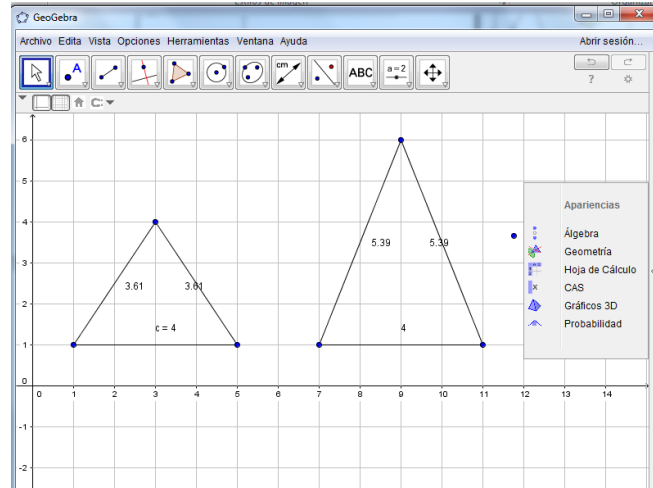 GeoGebra
Archivo Edita Vista Opciones Herramientas Ventana Ayuda Abrir sesión...
A cm ABC a=2
?
6
5
4
3
2
1
0
-1
-2
0 1 2 3 4 5 6 7 8 9 10 11 12 13 14
3.61 3.61
c = 4
5.39 5.39
4
Apariencias
Álgebra
Geometría
Hoja de Cálculo
x CAS
Gráficos 3D
Probabilidad